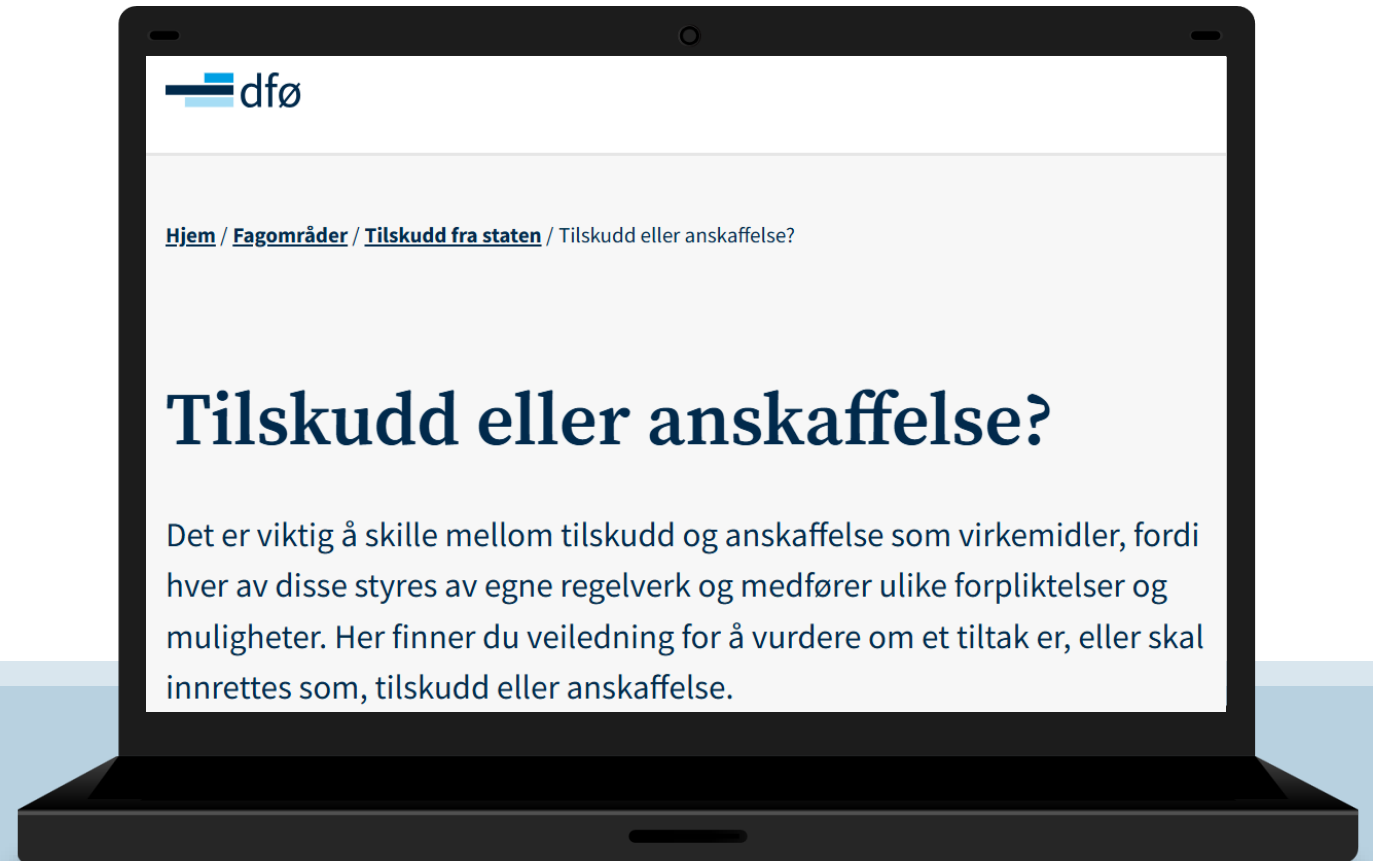 dfø
Hjem / Fagområder / Tilskudd fra staten / Tilskudd eller anskaffelse?
Tilskudd eller anskaffelse?
Det er viktig å skille mellom tilskudd og anskaffelse som virkemidler, fordi
hver av disse styres av egne regelverk og medfører ulike forpliktelser og
muligheter. Her finner du veiledning for å vurdere om et tiltak er, eller skal
innrettes som, tilskudd eller anskaffelse.